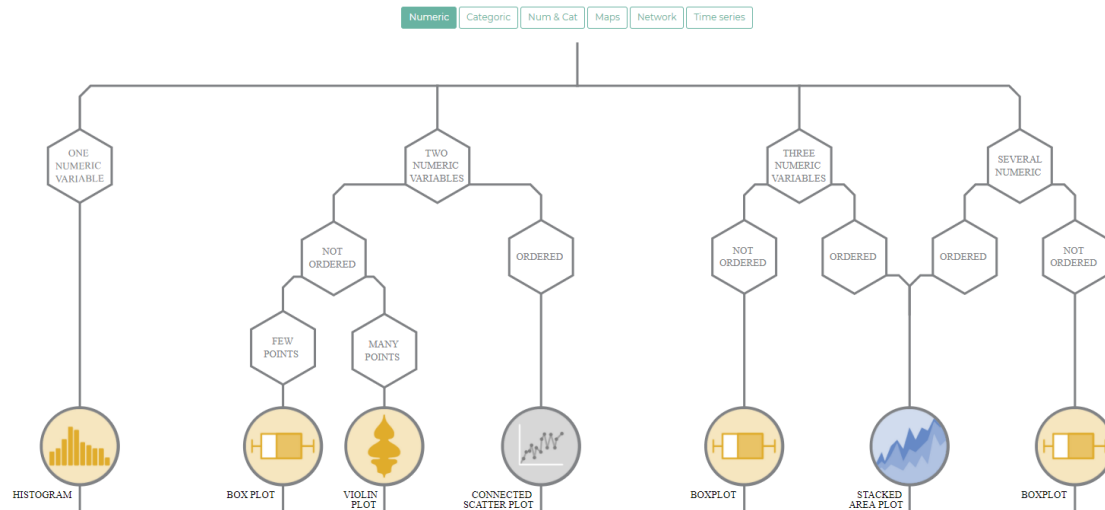 Numeric
Categoric
Num & Cat
Maps
Network
Time series
ONE
NUMERIC
VARIABLE
TWO
NUMERIC
VARIABLES
THREE
NUMERIC
VARIABLES
SEVERAL
NUMERIC
NOT
ORDERED
ORDERED
NOT
ORDERED
ORDERED
ORDERED
NOT
ORDERED
FEW
POINTS
MANY
POINTS
HISTOGRAM
BOX PLOT
VIOLIN
PLOT
CONNECTED
SCATTER PLOT
BOXPLOT
STACKED
AREA PLOT
BOXPLOT